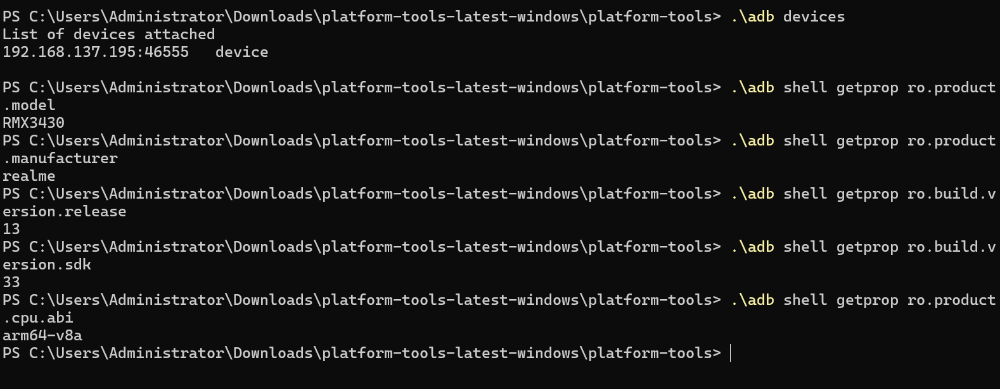 PS C:\Users\Administrator\Downloads\platform-tools-latest-windows\platform-tools> .\adb devices
List of devices attached
192.168.137.195:46555   device
PS C:\Users\Administrator\Downloads\platform-tools-latest-windows\platform-tools> .\adb shell getprop ro.product
.model
RMX3430
PS C:\Users\Administrator\Downloads\platform-tools-latest-windows\platform-tools> .\adb shell getprop ro.product
.manufacturer
realme
PS C:\Users\Administrator\Downloads\platform-tools-latest-windows\platform-tools> .\adb shell getprop ro.build.v
ersion.release
13
PS C:\Users\Administrator\Downloads\platform-tools-latest-windows\platform-tools> .\adb shell getprop ro.build.v
ersion.sdk
33
PS C:\Users\Administrator\Downloads\platform-tools-latest-windows\platform-tools> .\adb shell getprop ro.product
.cpu.abi
arm64-v8a
PS C:\Users\Administrator\Downloads\platform-tools-latest-windows\platform-tools>